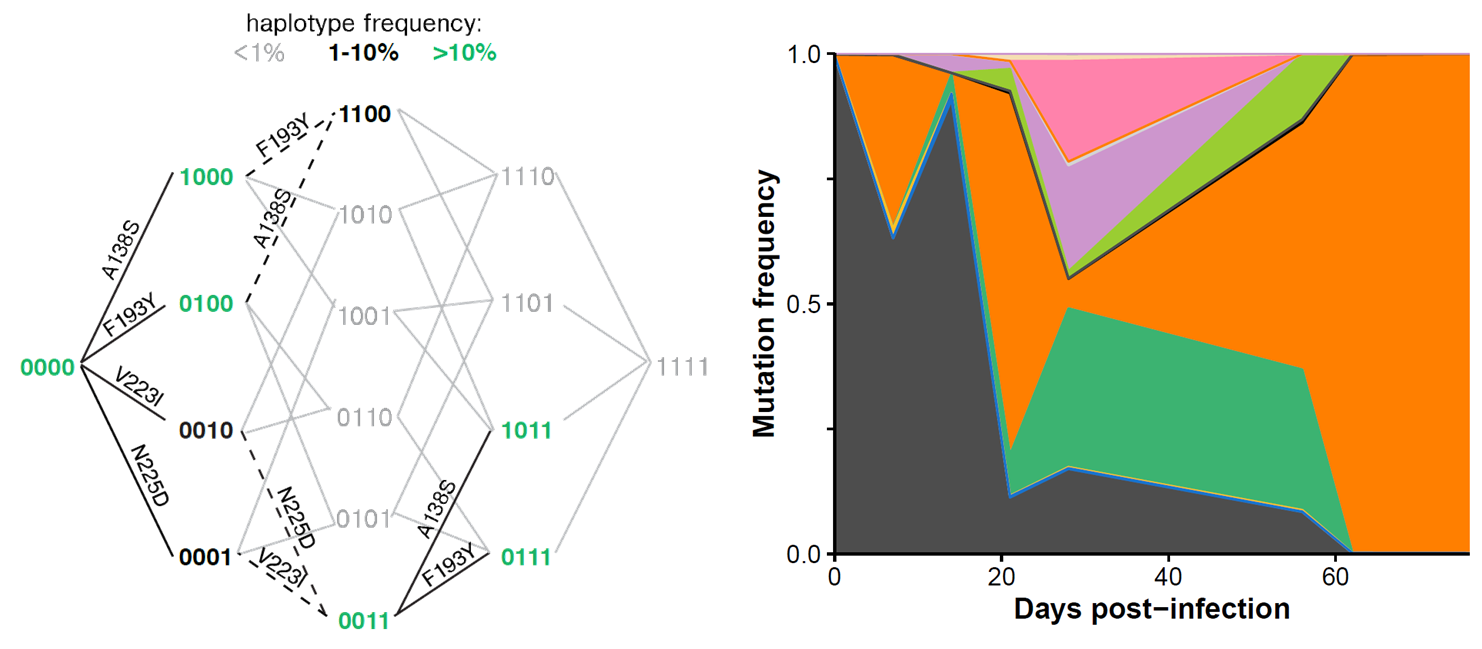 haplotype frequency:
<1% 1-10% >10%
1100
F193Y
1000
1110
A138S
1010
A138S
0100
1101
F193Y
1001
0000
1111
V223I
0110
0010
1011
N225D
A138S
N225D
0101
0001
V223I
F193Y
0111
0011
Mutation frequency
1.0
0.5
0.0
0 20 40 60
Days post−infection